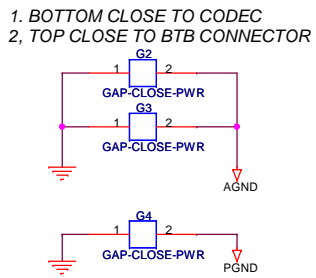 1. BOTTOM CLOSE TO CODEC
2, TOP CLOSE TO BTB CONNECTOR
G2
1 2
GAP-CLOSE-PWR
G3
1 2
GAP-CLOSE-PWR
AGND
G4
1 2
GAP-CLOSE-PWR
PGND